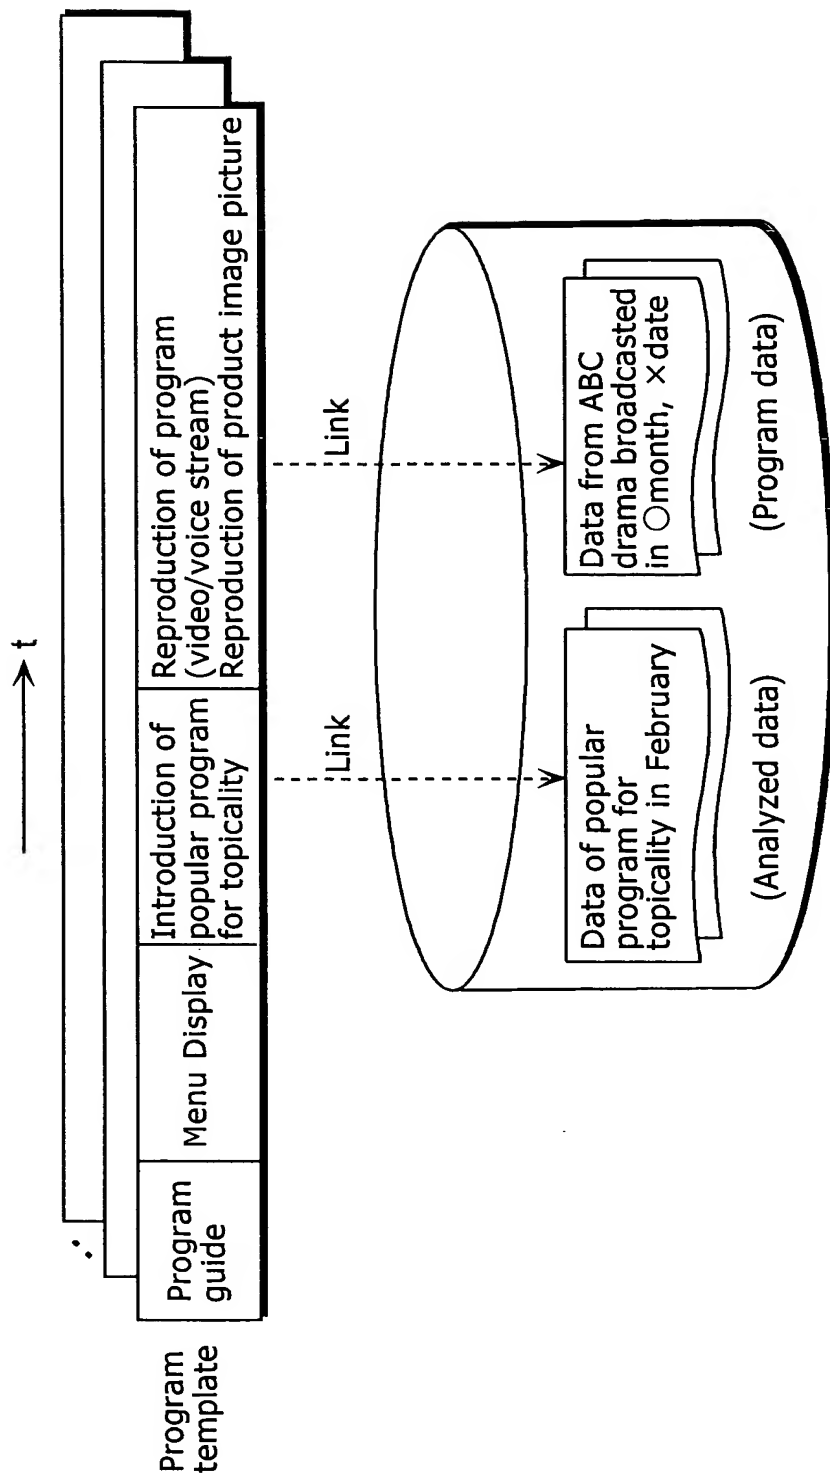 t
Program
template
Program
guide
Menu Display
Introduction of
popular program
for topicality
Reproduction of program
(video/voice stream)
Reproduction of product image picture
Link
Link
Data of popular
program for
topicality in February
(Analyzed data)
Data from ABC
drama broadcasted
in ○month, ×date
(Program data)